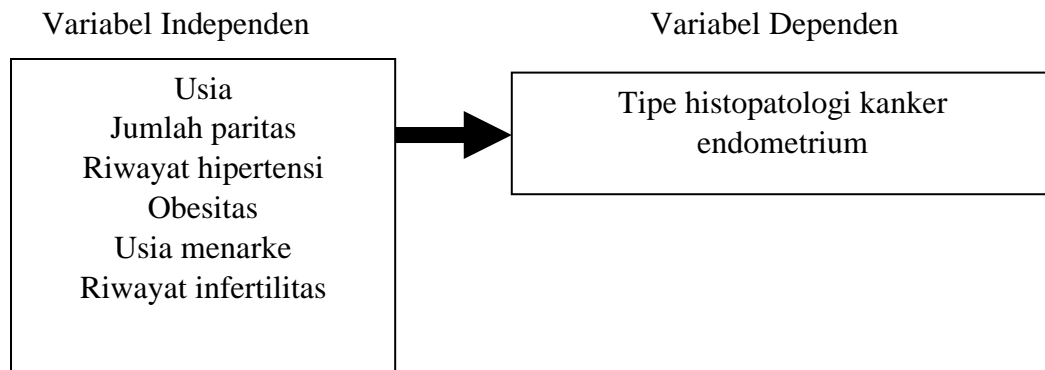 Variabel Independen
Usia
Jumlah paritas
Riwayat hipertensi
Obesitas
Usia menarke
Riwayat infertilitas
Variabel Dependen
Tipe histopatologi kanker
endometrium